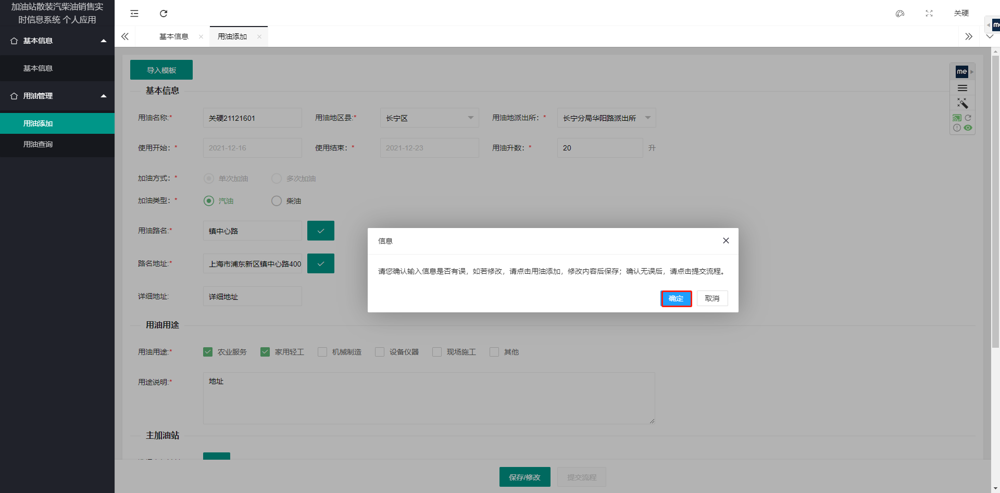 加油站散装汽柴油销售实
时信息系统 个人应用
关硬
基本信息
基本信息
用油管理
用油添加
用油查询
基本信息
用油添加
me
导入模板
me
基本信息
用油名称:* 关硬21121601 用油地区县:* 长宁区 用油地派出所：* 长宁分局华阳路派出所
使用开始：* 2021-12-16 使用结束：* 2021-12-23 用油升数：* 20 升
加油方式：* 单次加油 多次加油
加油类型：* 汽油 柴油
用油路名:* 镇中心路
路名地址:* 上海市浦东新区镇中心路400
详细地址: 详细地址
信息
请您确认输入信息是否有误，如若修改，请点击用油添加，修改内容后保存；确认无误后，请点击提交流程。
确定 取消
用油用途
用油用途:* 农业服务 家用轻工 机械制造 设备仪器 现场施工 其他
用途说明:* 地址
主加油站
保存/修改 提交流程